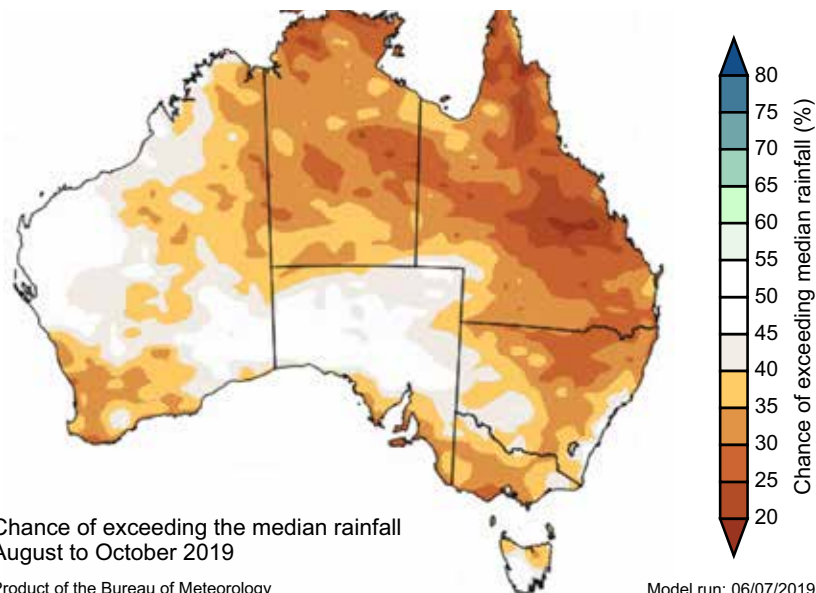 80
75
70
65
60
55
50
45
40
35
30
25
20
Chance of exceeding median rainfall (%)
Chance of exceeding the median rainfall
August to October 2019
Product of the Bureau of Meteorology
Model run: 06/07/2019